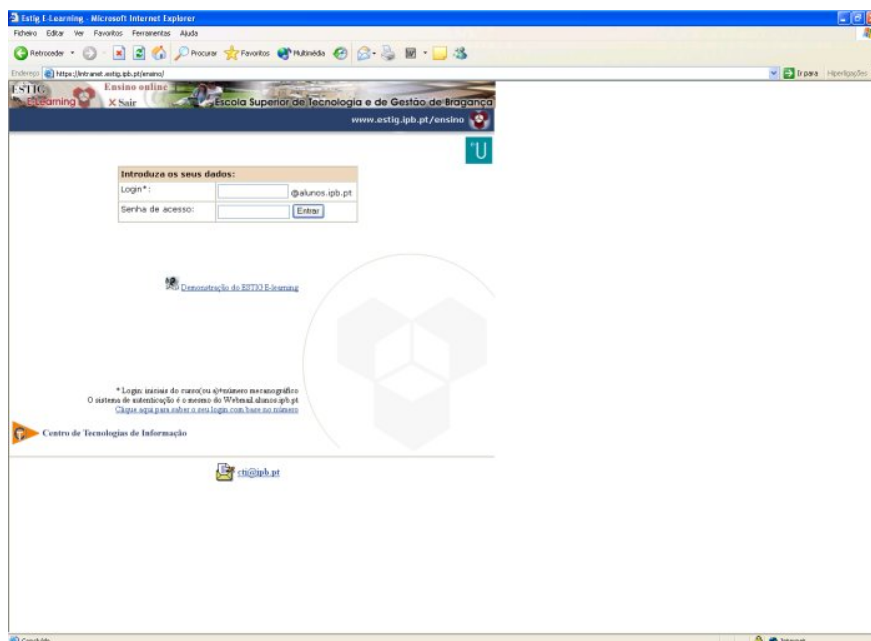 Estig E-Learning - Microsoft Internet Explorer
Ficheiro Editar Ver Favoritos Ferramentas Ajuda
Retroceder Procurar Favoritos Multimédia
Endereço https://intranet.estig.ipb.pt/ensino/ Ir para Hiperligações
ESTIG Ensino online
E-Learning X Sair Escola Superior de Tecnologia e de Gestão de Bragança
www.estig.ipb.pt/ensino
Introduza os seus dados:
Login*: @alunos.ipb.pt
Senha de acesso: Entrar
Demonstração do ESTIG E-learning
* Login: iniciais do curso(ou a)+número mecanográfico
O sistema de autenticação é o mesmo do Webmail alunos.ipb.pt
Clique aqui para saber o seu login com base no número
Centro de Tecnologias de Informação
cti@ipb.pt
Concluído Internet